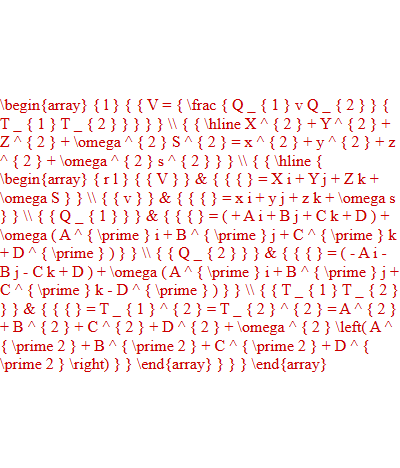 \begin{array} { l } { { V = { \frac { Q _ { 1 } v Q _ { 2 } } {
T _ { 1 } T _ { 2 } } } } } \\ { { \hline X ^ { 2 } + Y ^ { 2 } +
Z ^ { 2 } + \omega ^ { 2 } S ^ { 2 } = x ^ { 2 } + y ^ { 2 } + z
^ { 2 } + \omega ^ { 2 } s ^ { 2 } } } \\ { { \hline {
\begin{array} { r l } { { V } } & { { { } = X i + Y j + Z k +
\omega S } } \\ { { v } } & { { { } = x i + y j + z k + \omega s
} } \\ { { Q _ { 1 } } } & { { { } = ( + A i + B j + C k + D ) +
\omega ( A ^ { \prime } i + B ^ { \prime } j + C ^ { \prime } k
+ D ^ { \prime } ) } } \\ { { Q _ { 2 } } } & { { { } = ( - A i -
B j - C k + D ) + \omega ( A ^ { \prime } i + B ^ { \prime } j +
C ^ { \prime } k - D ^ { \prime } ) } } \\ { { T _ { 1 } T _ { 2 }
} } & { { { } = T _ { 1 } ^ { 2 } = T _ { 2 } ^ { 2 } = A ^ { 2 }
+ B ^ { 2 } + C ^ { 2 } + D ^ { 2 } + \omega ^ { 2 } \left( A ^
{ \prime 2 } + B ^ { \prime 2 } + C ^ { \prime 2 } + D ^ {
\prime 2 } \right) } } \end{array} } } } \end{array}